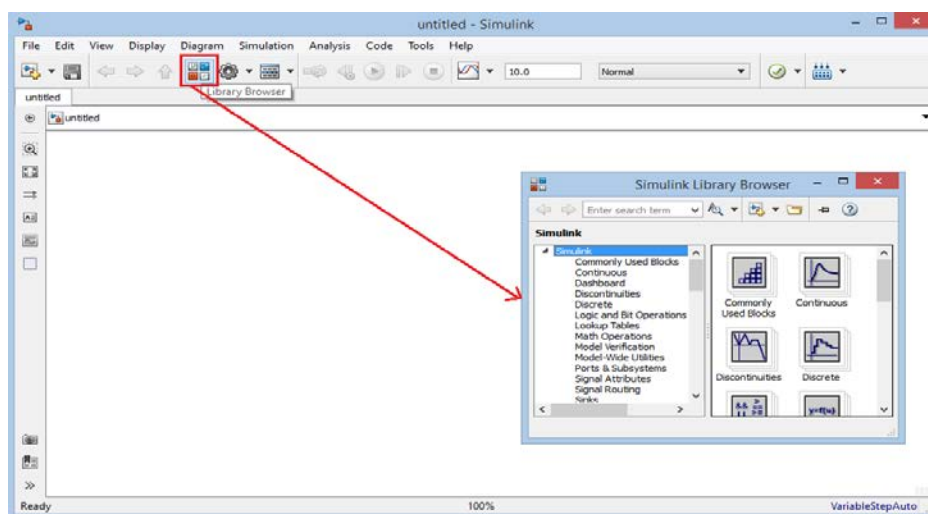 untitled - Simulink
File Edit View Display Diagram Simulation Analysis Code Tools Help
10.0 Normal
Library Browser
untitled
untitled
Simulink Library Browser
Enter search term
Simulink
Simulink
Commonly Used Blocks
Continuous
Dashboard
Discontinuities
Discrete
Logic and Bit Operations
Lookup Tables
Math Operations
Model Verification
Model-Wide Utilities
Ports & Subsystems
Signal Attributes
Signal Routing
Sinks
Commonly Used Blocks
Continuous
Discontinuities
Discrete
y=f(u)
Ready 100% VariableStepAuto